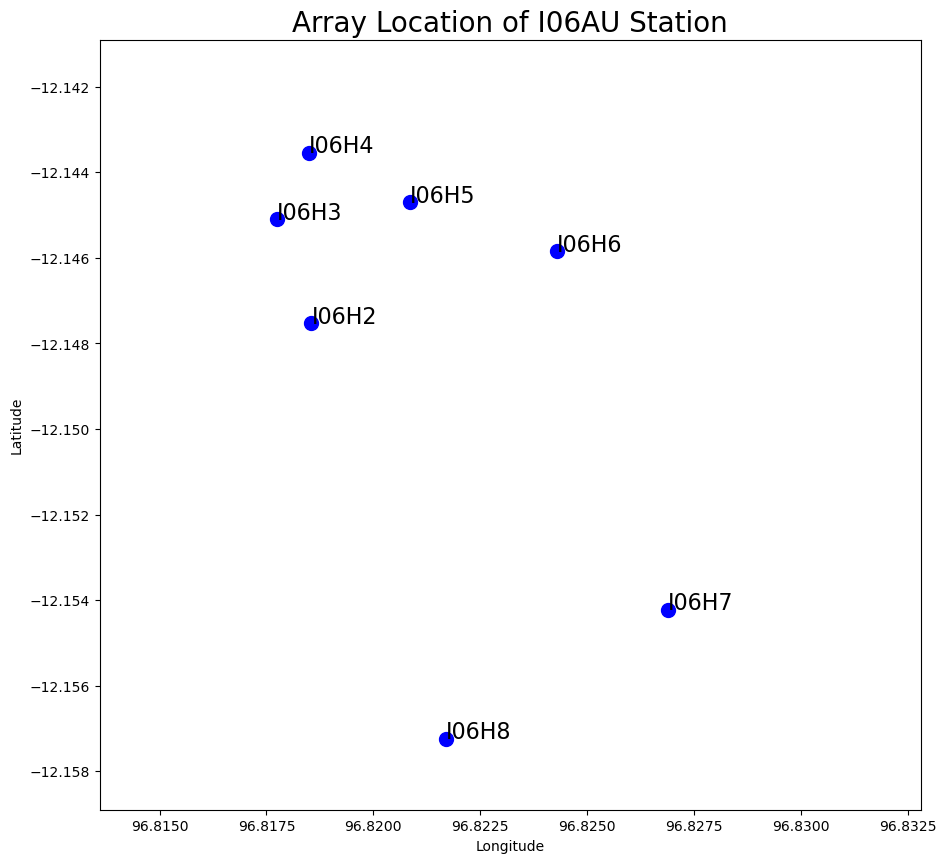 Array Location of I06AU Station
−12.142
I06H4
−12.144
I06H5
I06H3
I06H6
−12.146
I06H2
−12.148
−12.150
Latitude
−12.152
−12.154
I06H7
−12.156
I06H8
−12.158
96.8150 96.8175 96.8200 96.8225 96.8250 96.8275 96.8300 96.8325
Longitude